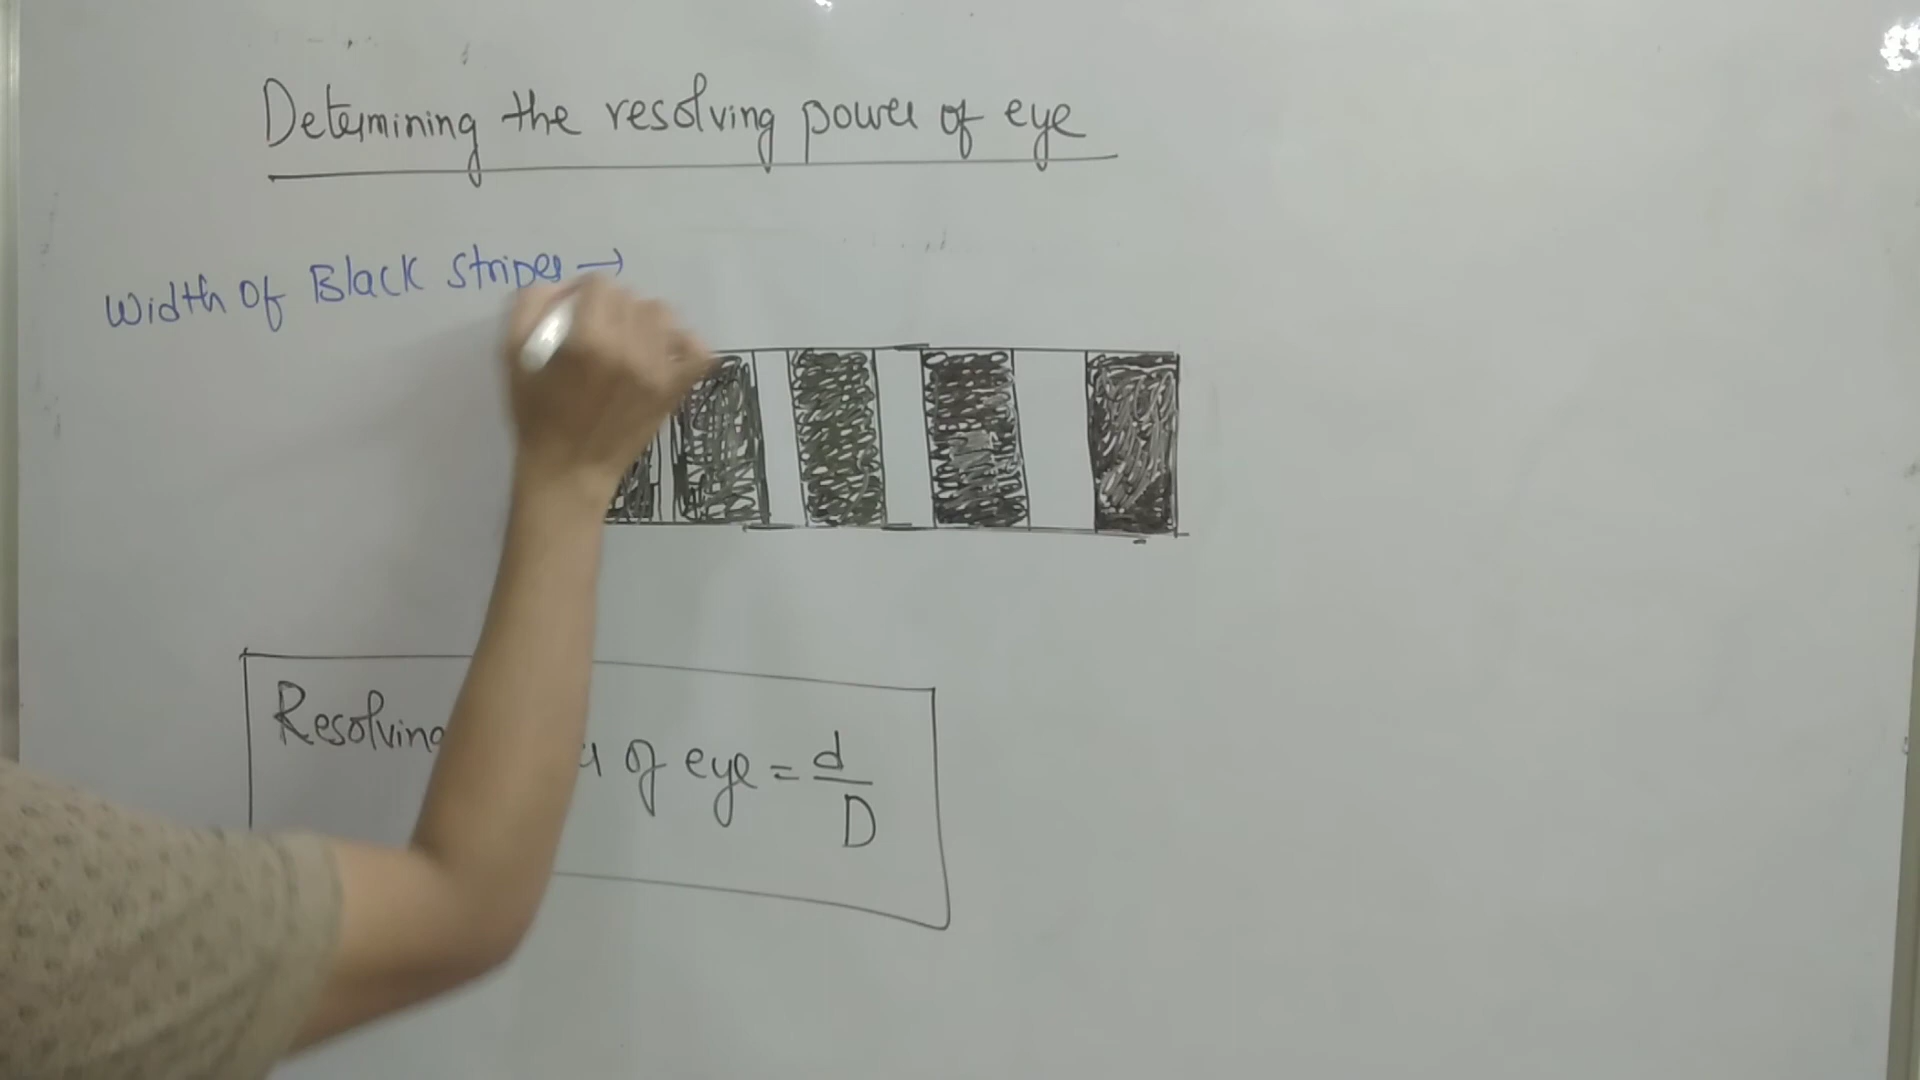 Determining the resolving power of eye
Width Of Black Stripes →
Resolving of eye = d/D